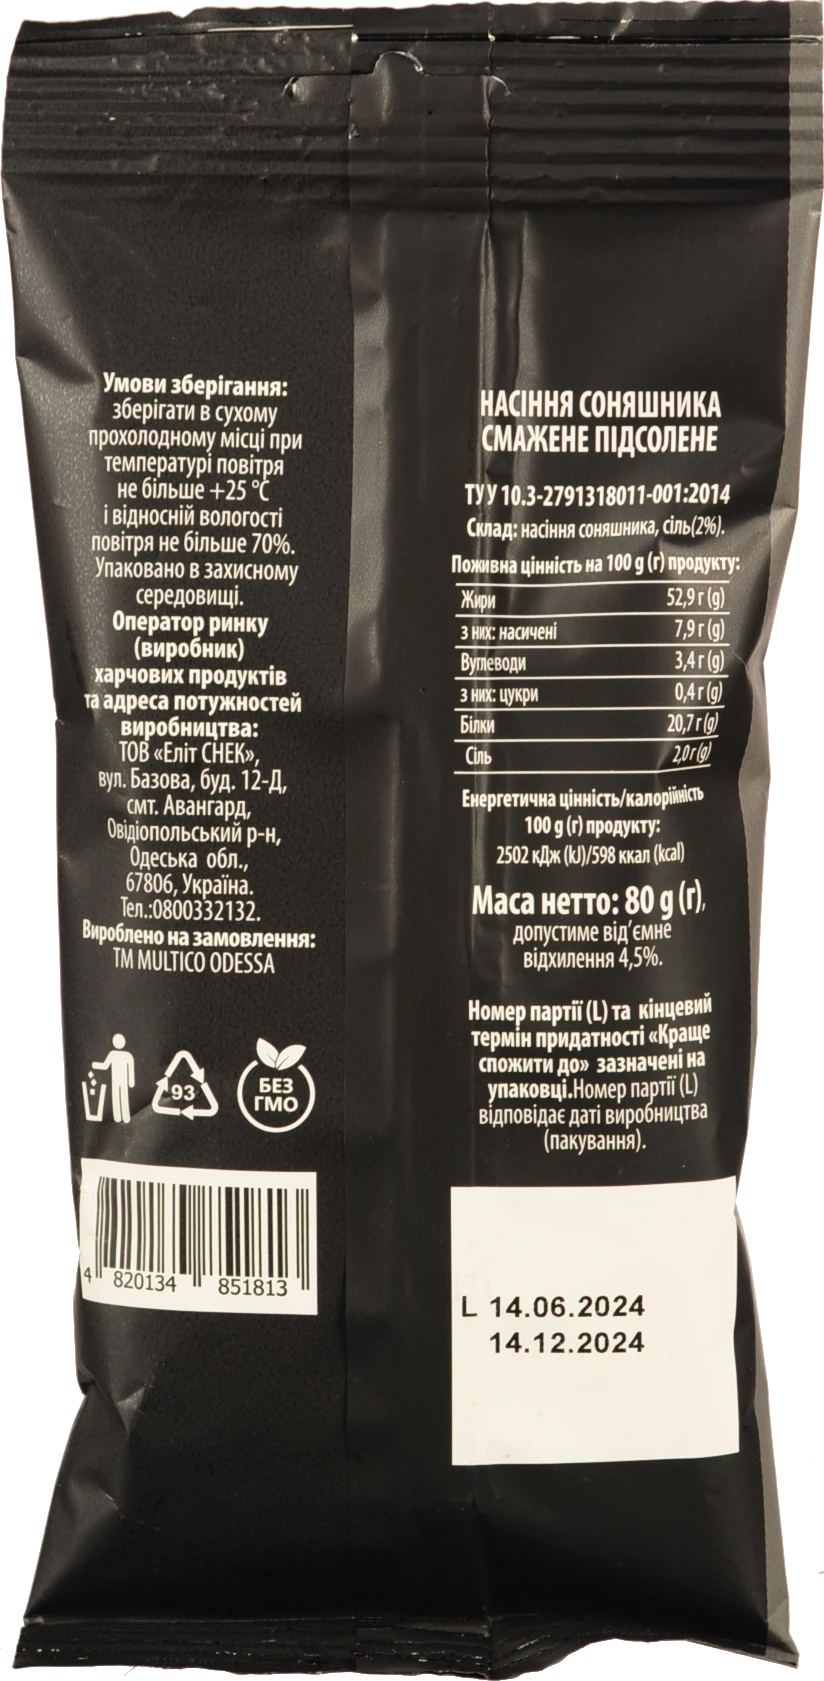 Умови зберігання:
зберігати в сухому
прохолодному місці при
температурі повітря
не більше +25 °С
і відносній вологості
повітря не більше 70%.
Упаковано в захисному
середовищі.
Оператор ринку
(виробник)
харчових продуктів
та адреса потужностей
виробництва:
ТОВ «Еліт СНЕК»,
вул. Базова, буд. 12-Д,
смт. Авангард,
Овідіопольський р-н,
Одеська обл.,
67806, Україна.
Тел.:0800332132.
Вироблено на замовлення:
ТМ MULTICO ODESSA
93
БЕЗ
ГМО
4 820134 851813
НАСІННЯ СОНЯШНИКА
СМАЖЕНЕ ПІДСОЛЕНЕ
ТУ У 10.3-2791318011-001:2014
Склад: насіння соняшника, сіль(2%).
Поживна цінність на 100 g (г) продукту:
Жири 52,9 г (g)
з них: насичені 7,9 г (g)
Вуглеводи 3,4 г (g)
з них: цукри 0,4 г (g)
Білки 20,7 г (g)
Сіль 2,0 г (g)
Енергетична цінність/калорійність
100 g (г) продукту:
2502 кДж (kJ)/598 ккал (kcal)
Маса нетто: 80 g (г),
допустиме від’ємне
відхилення 4,5%.
Номер партії (L) та кінцевий
термін придатності «Краще
спожити до» зазначені на
упаковці.Номер партії (L)
відповідає даті виробництва
(пакування).
L 14.06.2024
14.12.2024